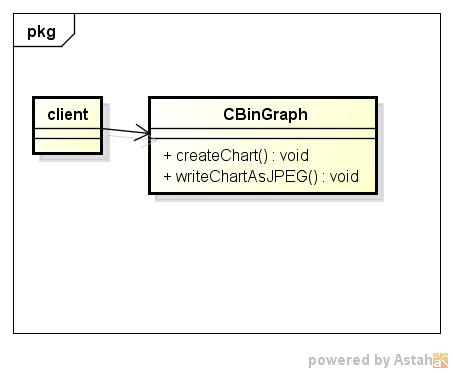 pkg
client
CBinGraph
+ createChart() : void
+ writeChartAsJPEG() : void
powered by Astah